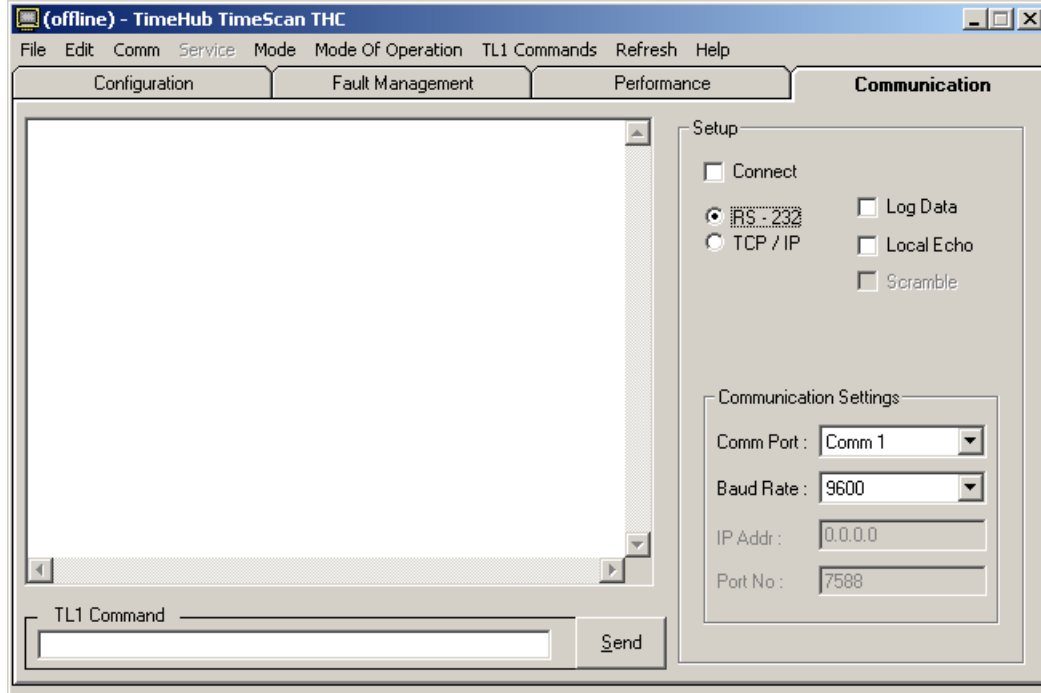 (offline) - TimeHub TimeScan THC
File Edit Comm Service Mode Mode Of Operation TL1 Commands Refresh Help
Configuration Fault Management Performance Communication
Setup
Connect
RS - 232
TCP / IP
Log Data
Local Echo
Scramble
Communication Settings
Comm Port : Comm 1
Baud Rate : 9600
IP Addr : 0.0.0.0
Port No : 7588
TL1 Command
Send